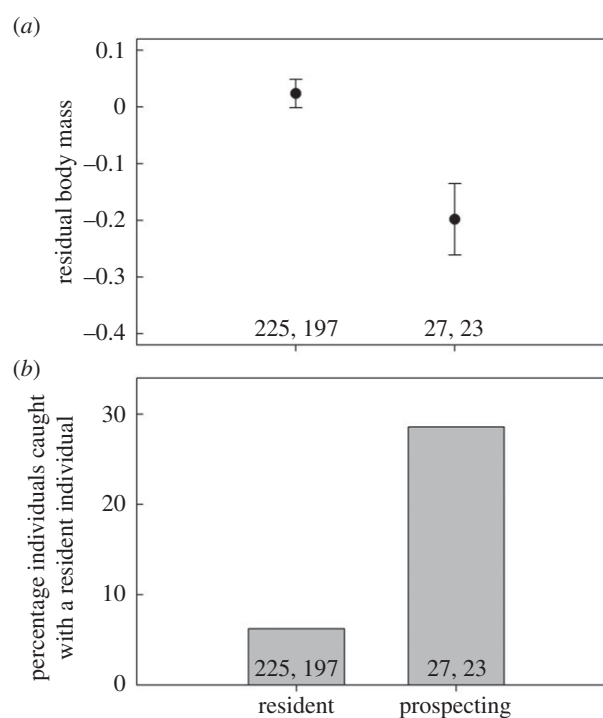 (a)
0.1
0
–0.1
–0.2
–0.3
–0.4
residual body mass
225, 197
27, 23
(b)
30
20
10
0
percentage individuals caught
with a resident individual
225, 197
27, 23
resident
prospecting